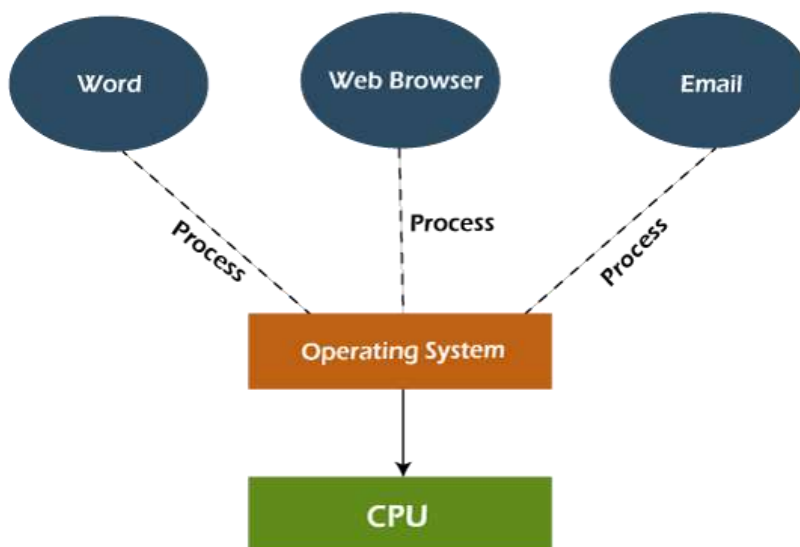 Word
Web Browser
Email
Process
Process
Process
Operating System
CPU